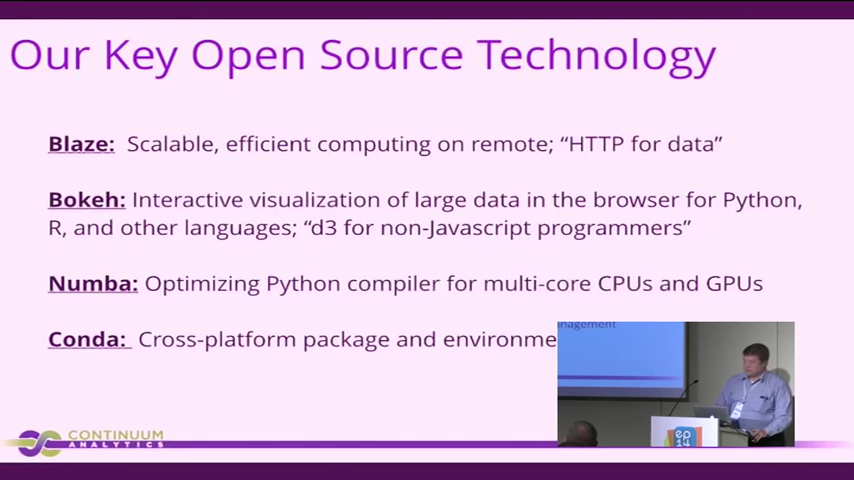 Our Key Open Source Technology
Blaze: Scalable, efficient computing on remote; “HTTP for data”
Bokeh: Interactive visualization of large data in the browser for Python,
R, and other languages; “d3 for non-Javascript programmers”
Numba: Optimizing Python compiler for multi-core CPUs and GPUs
Conda: Cross-platform package and environme
nagement
ep
CONTINUUM
ANALYTICS